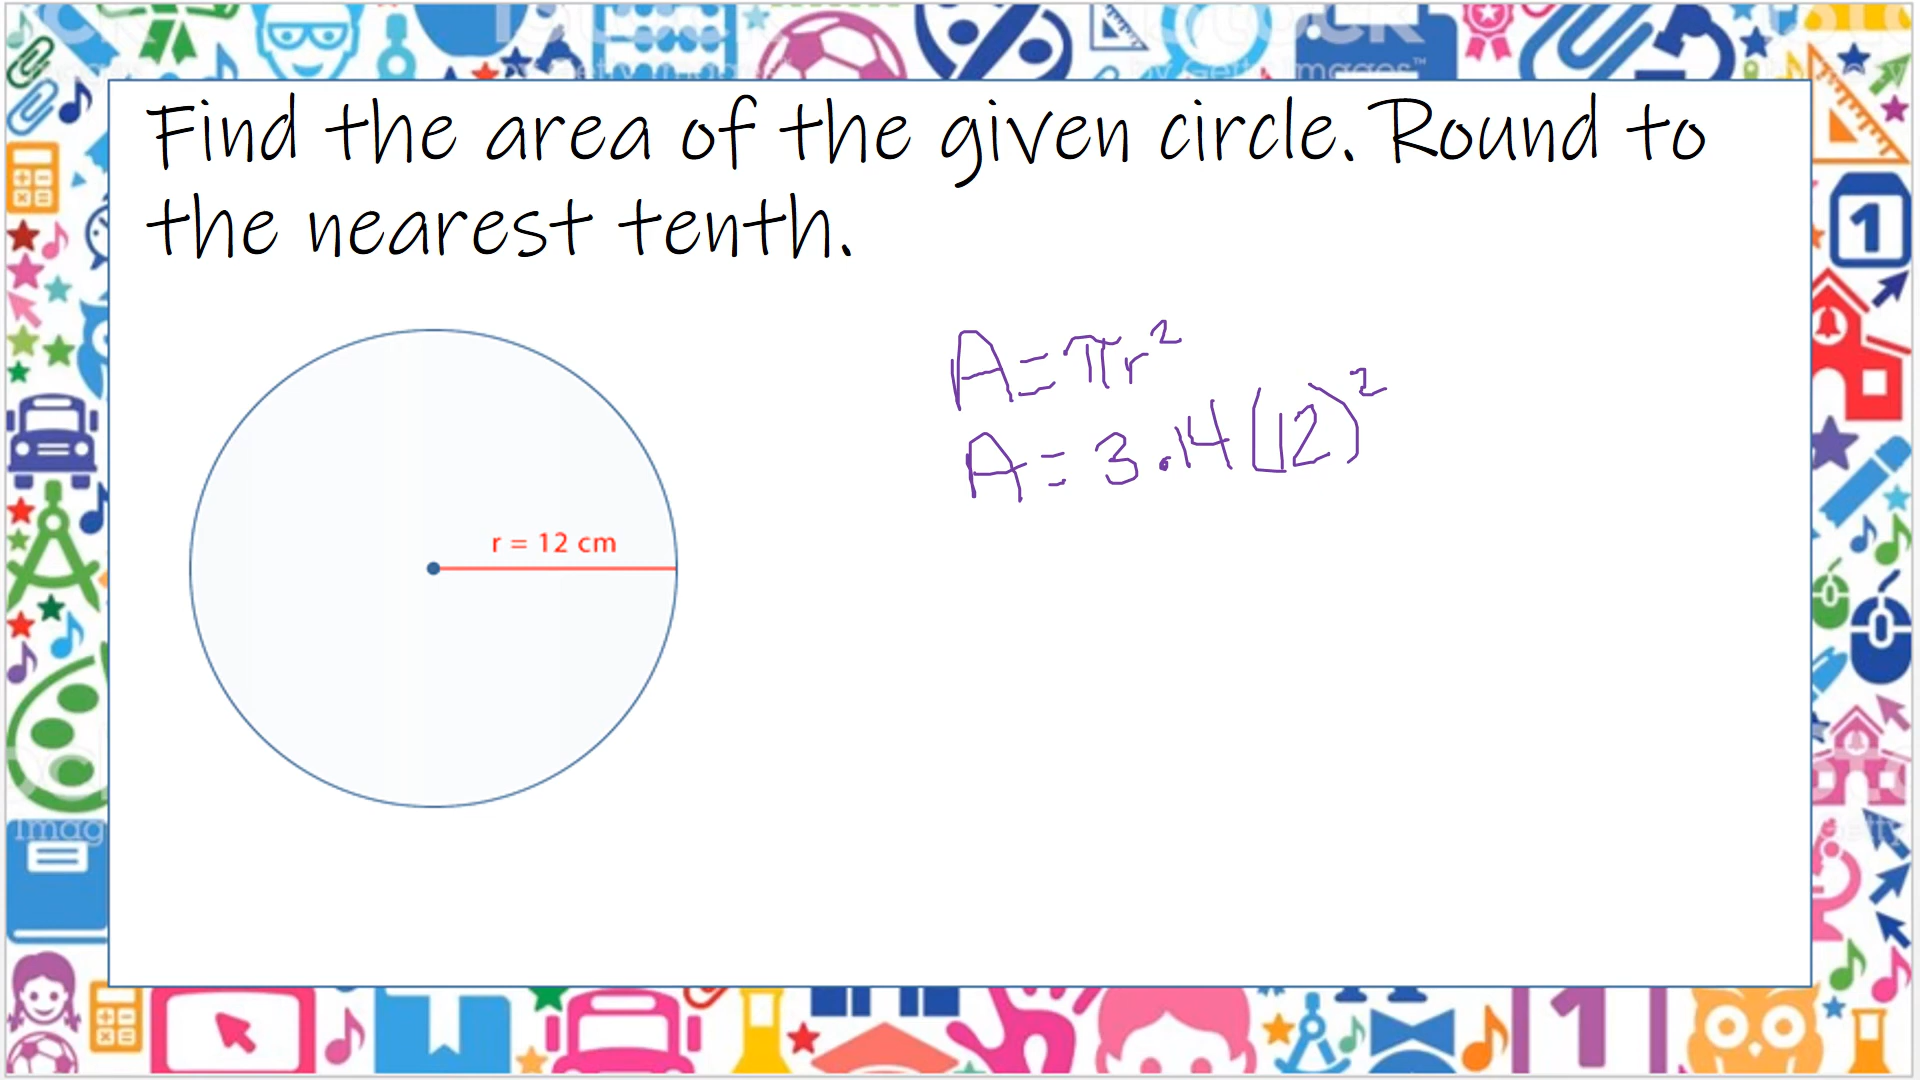 Find the area of the given circle. Round to
the nearest tenth.
A = πr²
A = 3.14(12)²
r = 12 cm